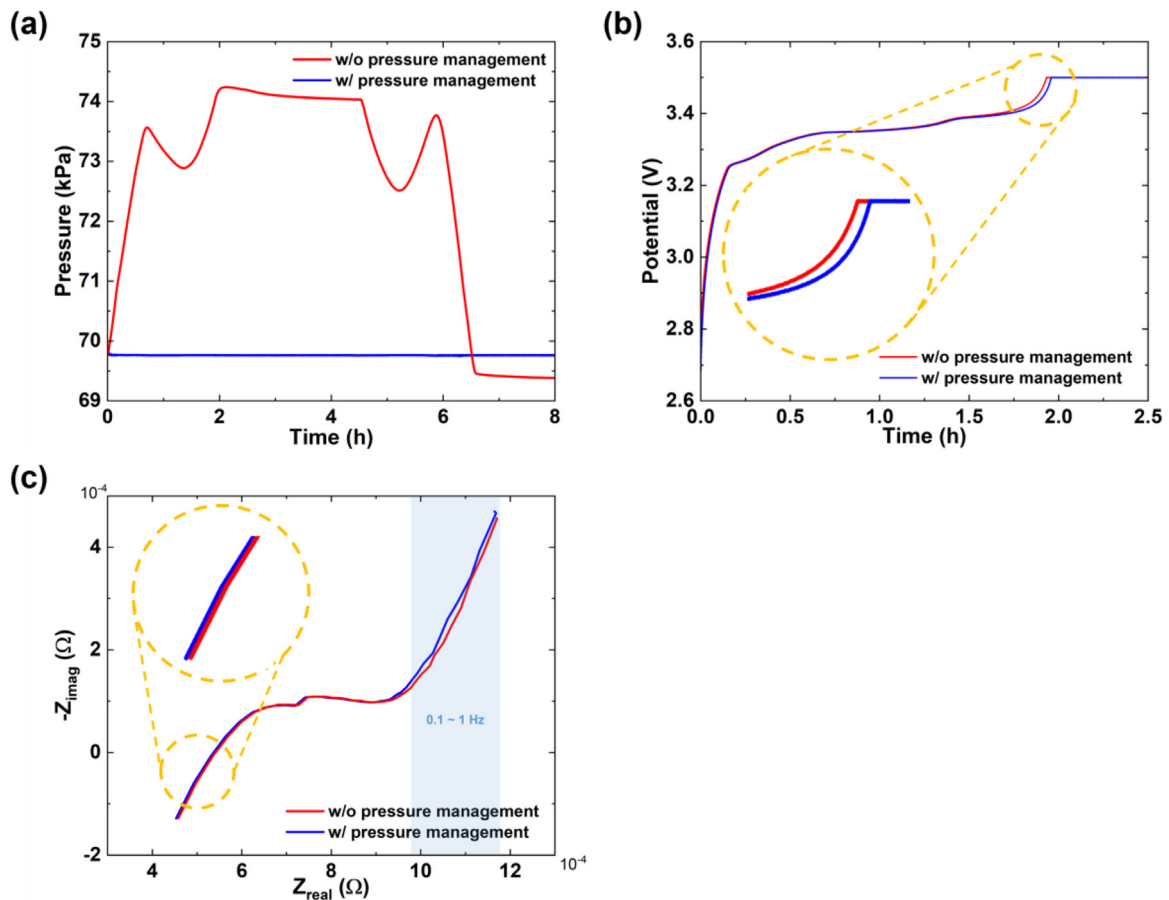 (a)
75
74
73
72
71
70
69
0
2
4
6
8
Pressure (kPa)
Time (h)
w/o pressure management
w/ pressure management
(b)
3.6
3.4
3.2
3.0
2.8
2.6
0.0
0.5
1.0
1.5
2.0
2.5
Potential (V)
Time (h)
w/o pressure management
w/ pressure management
(c)
10⁻⁴
4
2
0
-2
4
6
8
10
12
10⁻⁴
-Z_imag (Ω)
Z_real (Ω)
0.1 ~ 1 Hz
w/o pressure management
w/ pressure management